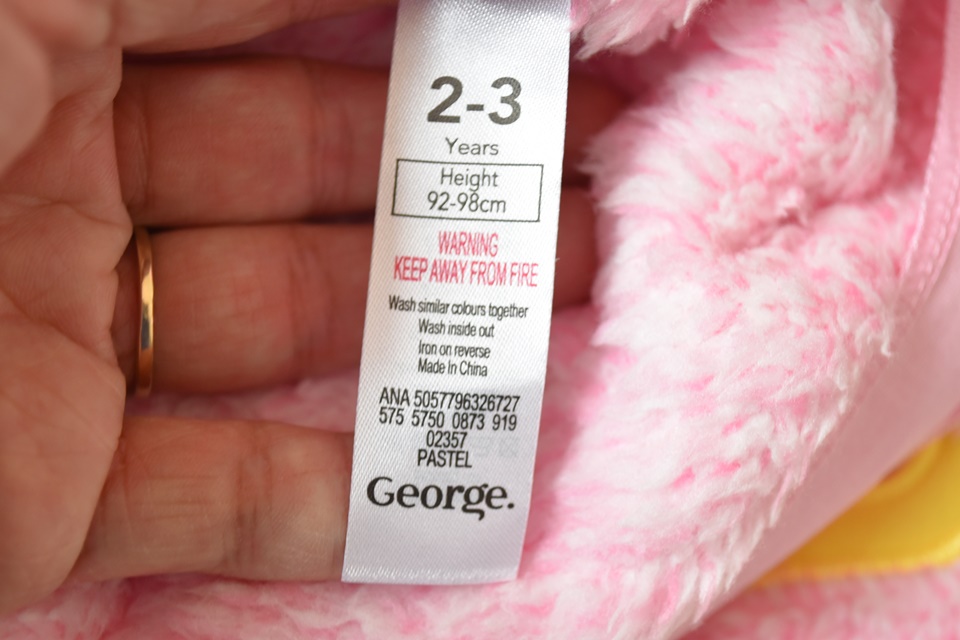 2-3
Years
Height
92-98cm
WARNING
KEEP AWAY FROM FIRE
Wash similar colours together
Wash inside out
Iron on reverse
Made In China
ANA 5057796326727
575 5750 0873 919
02357
PASTEL
George.